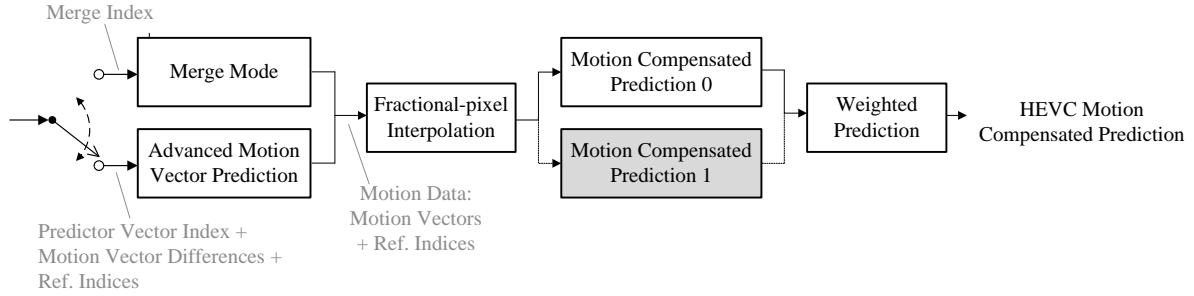 Merge Index
Merge Mode
Advanced Motion
Vector Prediction
Predictor Vector Index +
Motion Vector Differences +
Ref. Indices
Motion Data:
Motion Vectors
+ Ref. Indices
Fractional-pixel
Interpolation
Motion Compensated
Prediction 0
Motion Compensated
Prediction 1
Weighted
Prediction
HEVC Motion
Compensated Prediction